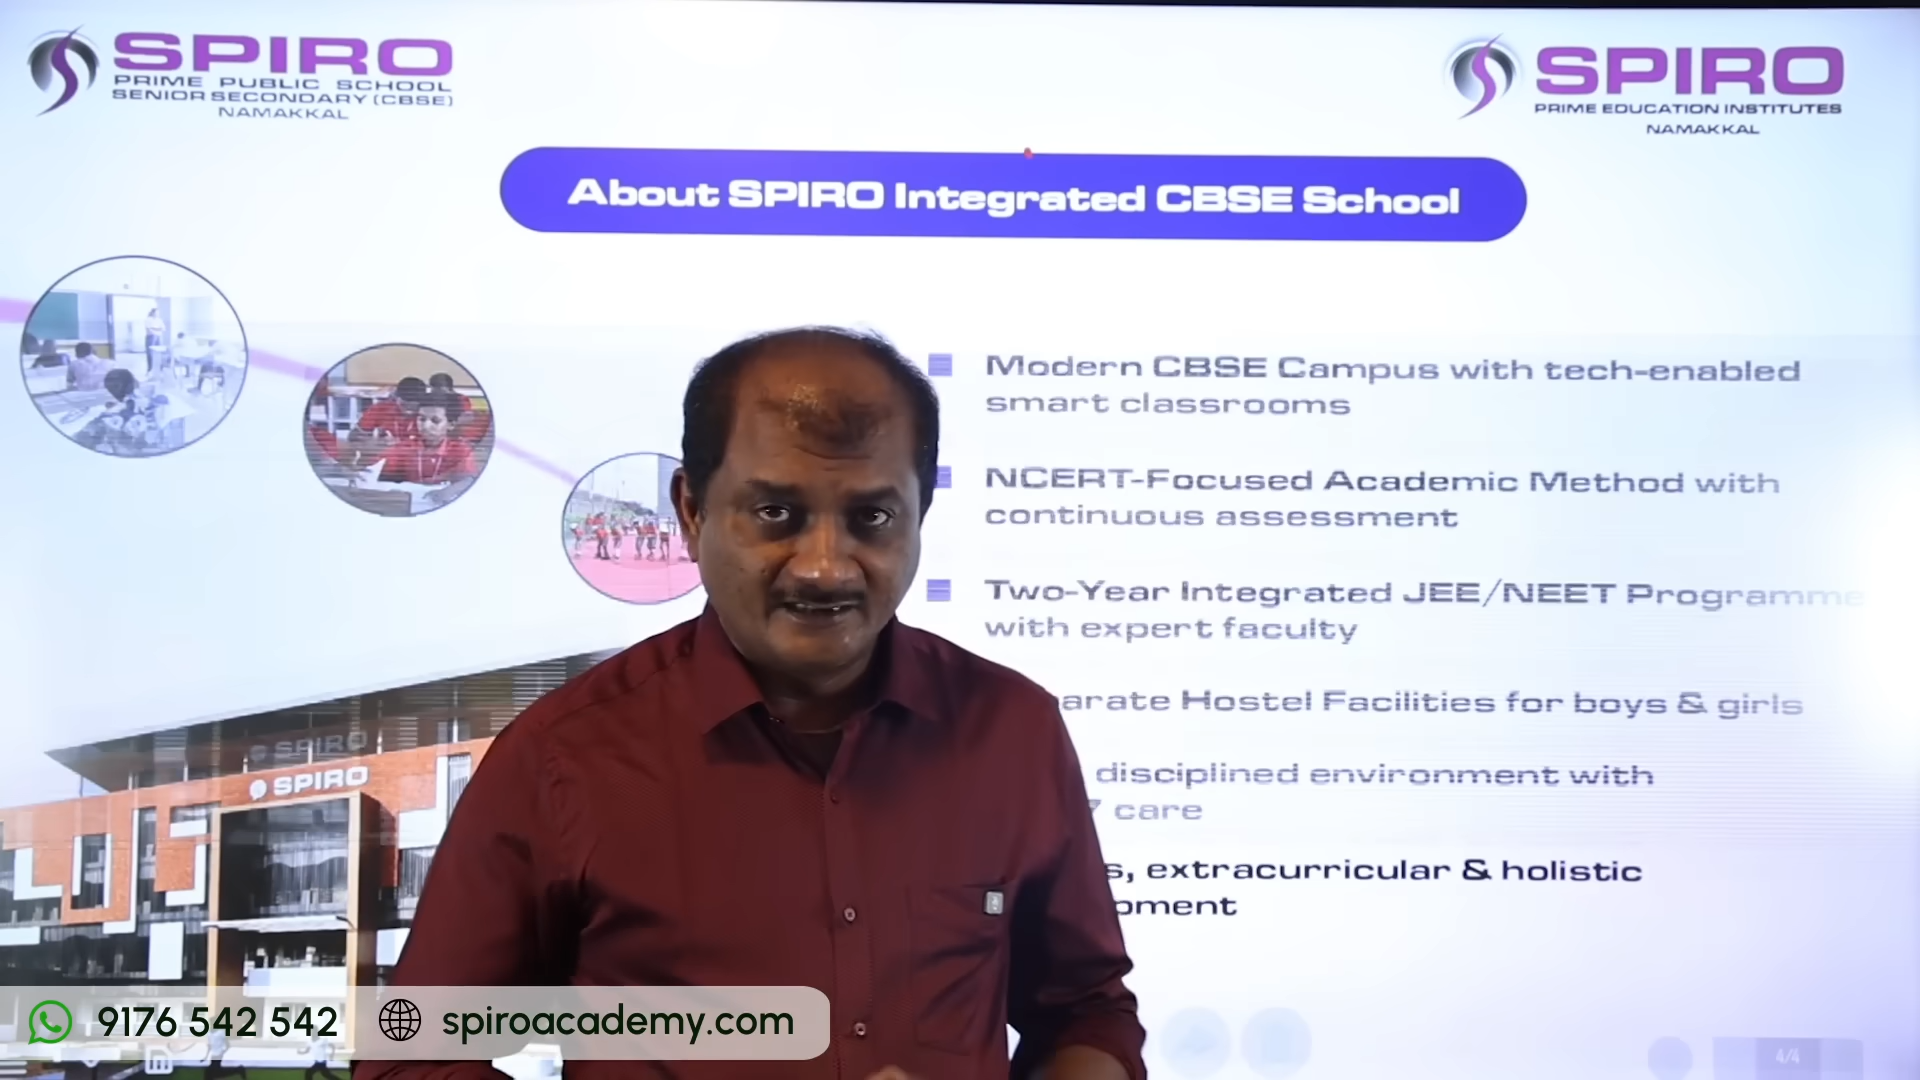 SPIRO
PRIME PUBLIC SCHOOL
SENIOR SECONDARY (CBSE)
NAMAKKAL
SPIRO
PRIME EDUCATION INSTITUTES
NAMAKKAL
About SPIRO Integrated CBSE School
Modern CBSE Campus with tech-enabled
smart classrooms
NCERT-Focused Academic Method with
continuous assessment
Two-Year Integrated JEE/NEET Programme
with expert faculty
arate Hostel Facilities for boys & girls
disciplined environment with
7 care
s, extracurricular & holistic
pment
SPIRO
SPIRO
9176 542 542
spiroacademy.com
4/4